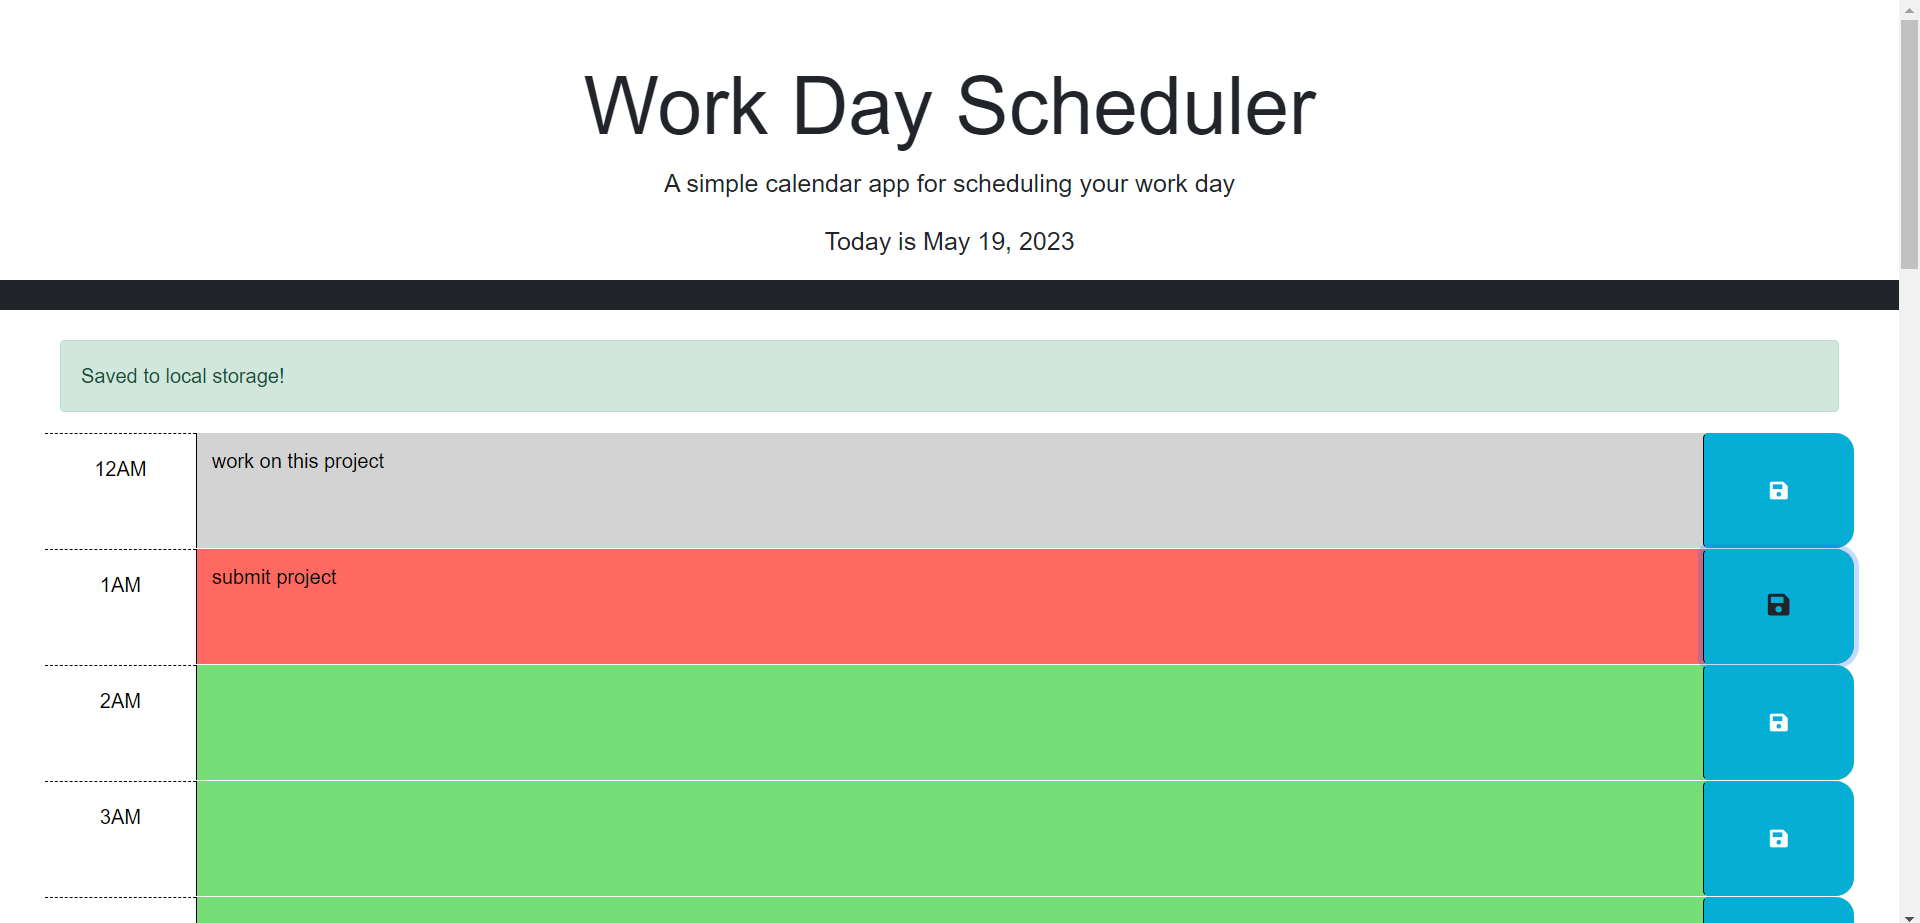 Work Day Scheduler
A simple calendar app for scheduling your work day
Today is May 19, 2023
Saved to local storage!
12AM
work on this project
1AM
submit project
2AM
3AM